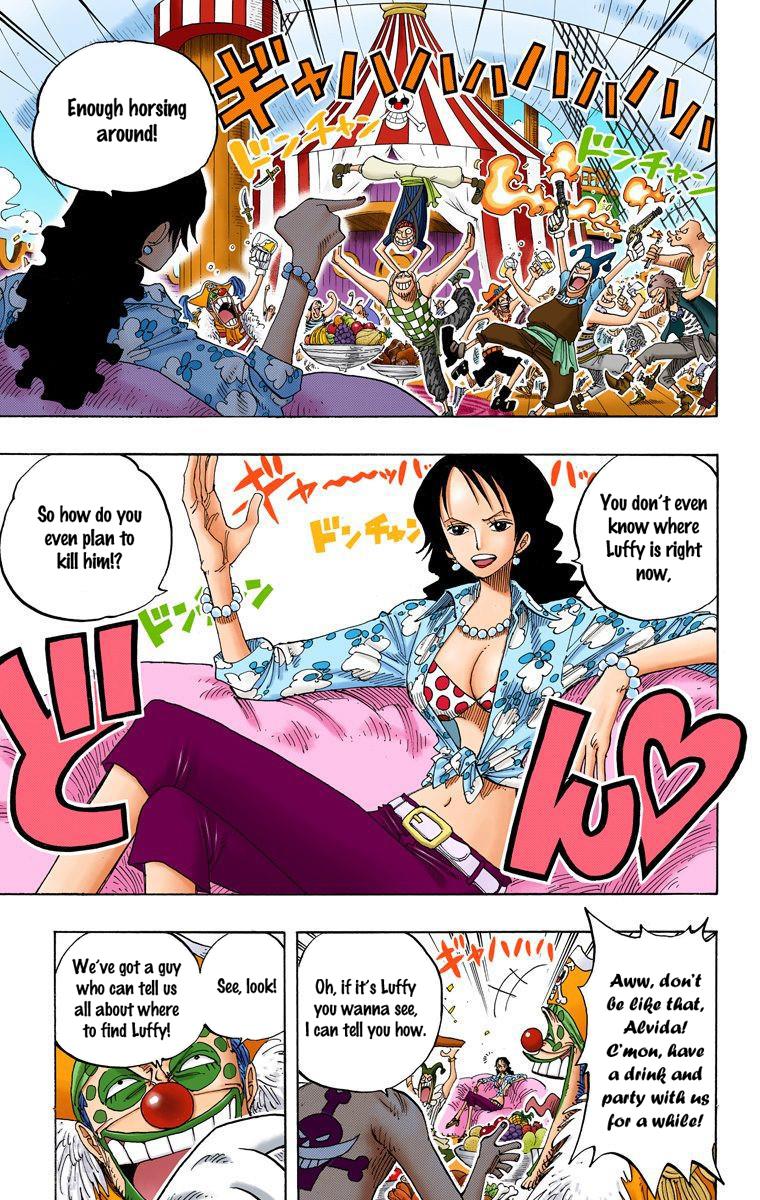 Enough horsing
around!
ギャハハハハハハハハ
ドンチャン
ドンチャン
You don't even
know where
Luffy is right
now,
So how do you
even plan to
kill him!?
ドンチャン
ドンチャン
どん♡
Aww, don't
be like that,
Alvida!
C'mon, have
a drink and
party with us
for a while!
ギャハハハ
Oh, if it's Luffy
you wanna see,
I can tell you how.
See, look!
We've got a guy
who can tell us
all about where
to find Luffy!